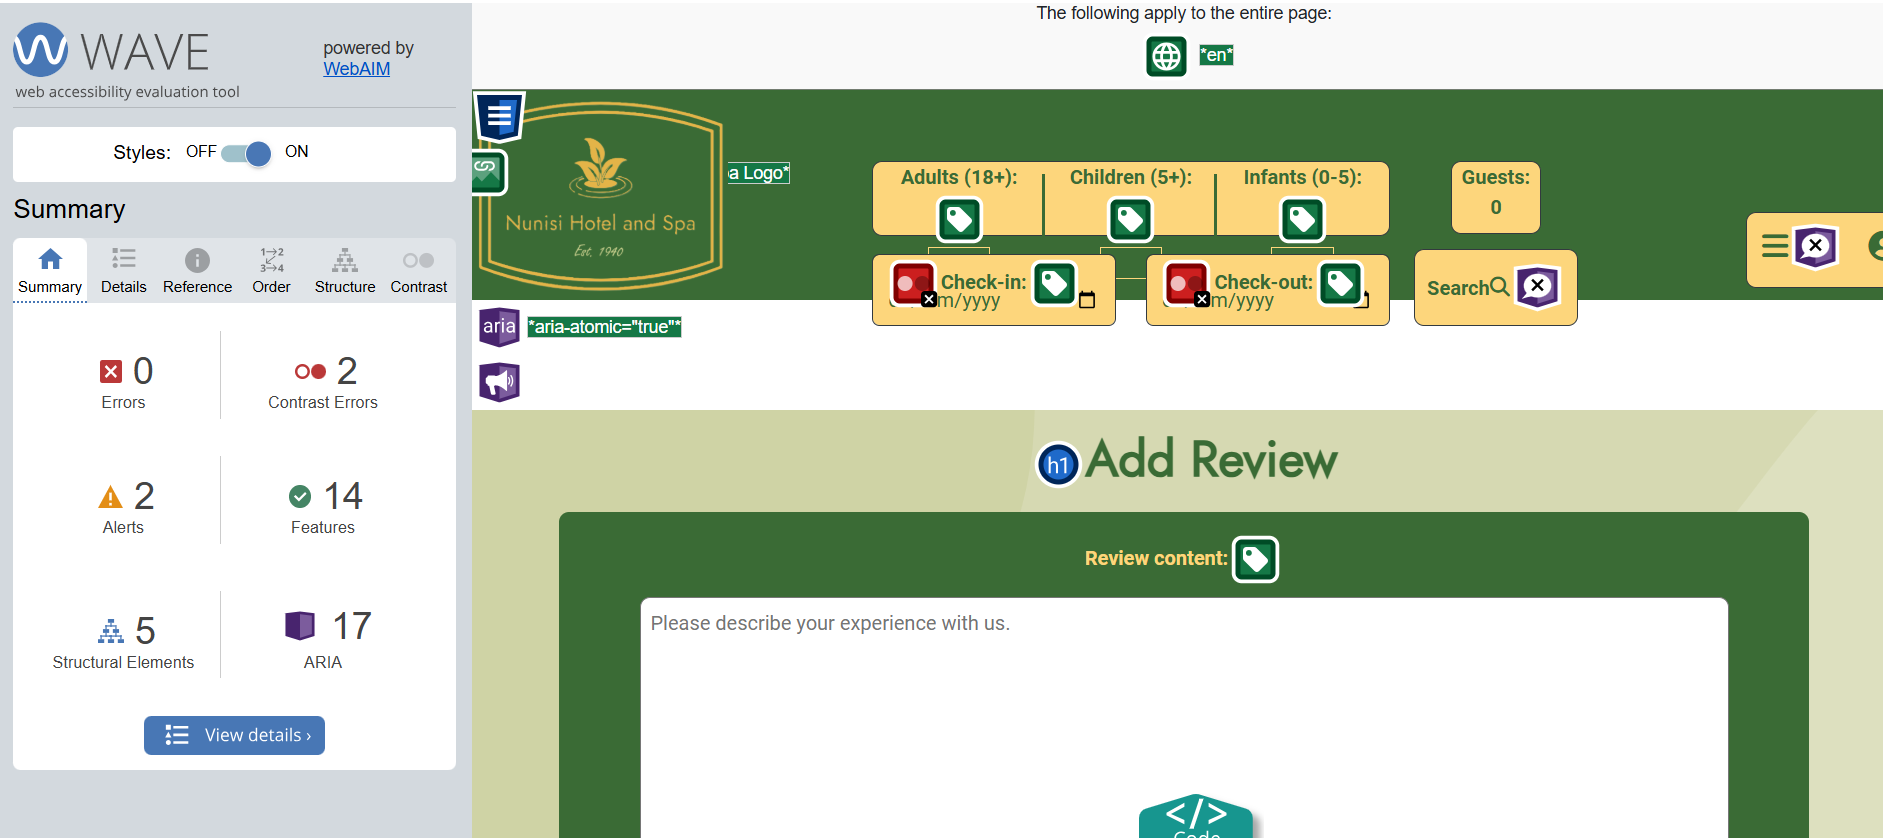 WAVE
powered by
WebAIM
web accessibility evaluation tool
Styles: OFF ON
Summary
Summary Details Reference Order Structure Contrast
0 Errors
2 Contrast Errors
2 Alerts
14 Features
5 Structural Elements
17 ARIA
View details ›
The following apply to the entire page:
*en*
Nunisi Hotel and Spa
Est. 1940
a Logo*
Adults (18+): Children (5+): Infants (0-5):
Guests:
0
Check-in:
m/yyyy
Check-out:
m/yyyy
Search
aria *aria-atomic="true"*
h1 Add Review
Review content:
Please describe your experience with us.
</>
Code